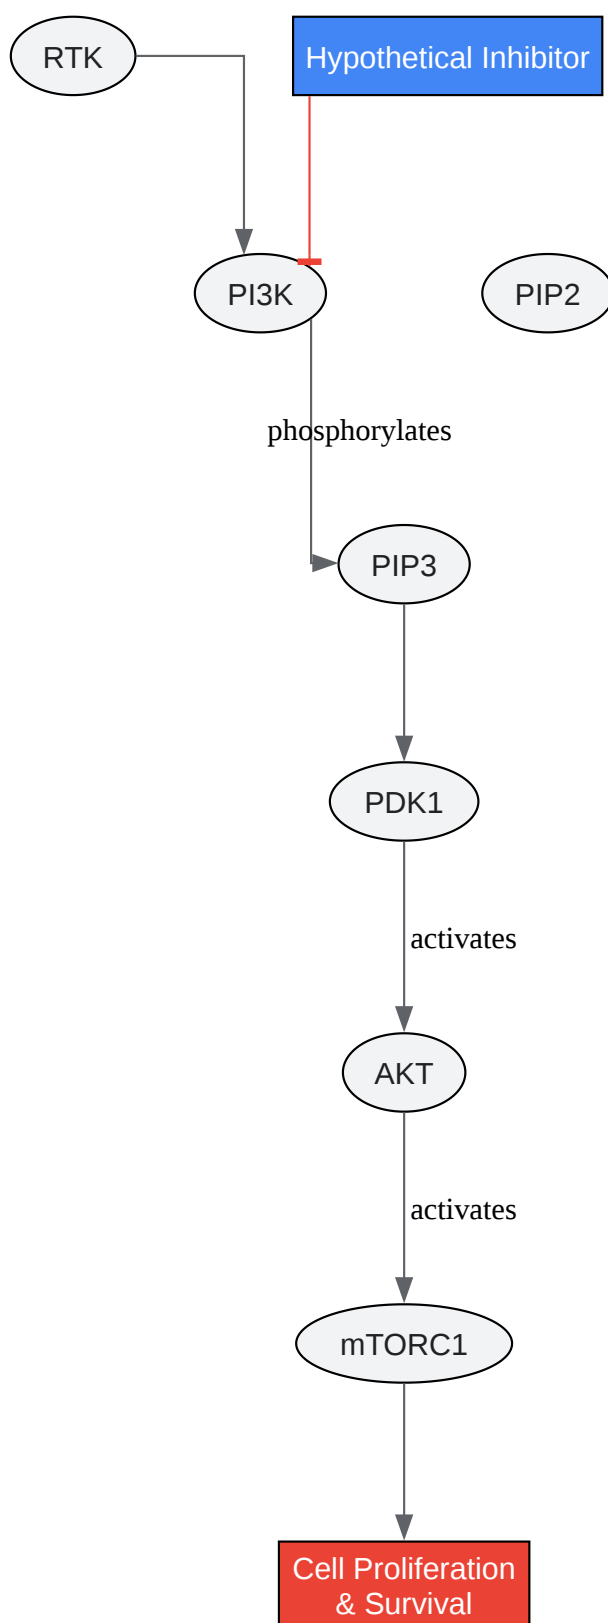 RTK
Hypothetical Inhibitor
PI3K
PIP2
phosphorylates
PIP3
PDK1
activates
AKT
activates
mTORC1
Cell Proliferation
& Survival